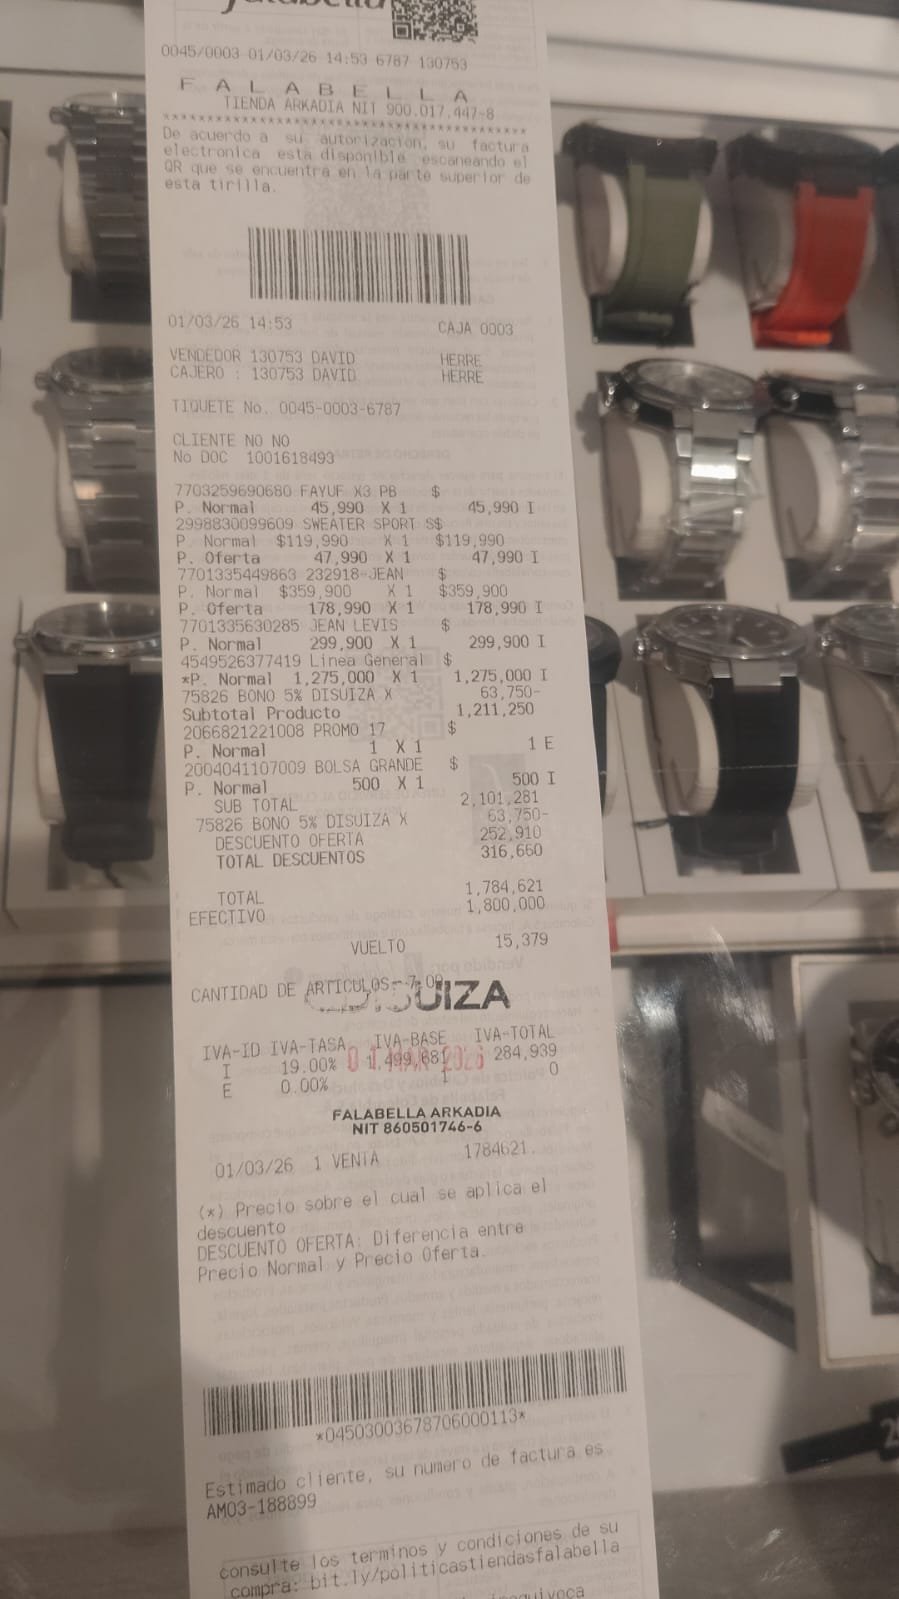 falabella
0045/0003 01/03/26 14:53 6787 130753
F A L A B E L L A
TIENDA ARKADIA NIT 900.017.447-8
************************************************
De acuerdo a su autorizacion, su factura
electronica esta disponible escaneando el
QR que se encuentra en la parte superior de
esta tirilla.
01/03/26 14:53 CAJA 0003
VENDEDOR 130753 DAVID HERRE
CAJERO : 130753 DAVID HERRE
TIQUETE No. 0045-0003-6787
CLIENTE NO NO
No DOC 1001618493
7703259690680 FAYUF X3 PB $
P. Normal 45,990 X 1 45,990 I
2998830099609 SWEATER SPORT S$
P. Normal $119,990 X 1 $119,990
P. Oferta 47,990 X 1 47,990 I
7701335449863 232918-JEAN $
P. Normal $359,900 X 1 $359,900
P. Oferta 178,990 X 1 178,990 I
7701335630285 JEAN LEVIS $
P. Normal 299,900 X 1 299,900 I
4549526377419 Linea General $
*P. Normal 1,275,000 X 1 1,275,000 I
75826 BONO 5% DISUIZA X 63,750-
Subtotal Producto 1,211,250
2066821221008 PROMO 17 $
P. Normal 1 X 1 1 E
2004041107009 BOLSA GRANDE $
P. Normal 500 X 1 500 I
SUB TOTAL 2,101,281
75826 BONO 5% DISUIZA X 63,750-
DESCUENTO OFERTA 252,910
TOTAL DESCUENTOS 316,660
TOTAL 1,784,621
EFECTIVO 1,800,000
VUELTO 15,379
CANTIDAD DE ARTICULOS- 7.00
DISUIZA
IVA-ID IVA-TASA IVA-BASE IVA-TOTAL
I 19.00% 1,499,681 284,939
E 0.00% 1 0
FALABELLA ARKADIA
NIT 860501746-6
01/03/26 1 VENTA 1784621.
(*) Precio sobre el cual se aplica el
descuento
DESCUENTO OFERTA: Diferencia entre
Precio Normal y Precio Oferta.
*04503003678706000113*
Estimado cliente, su numero de factura es
AM03-188899
consulte los terminos y condiciones de su
compra: bit.ly/politicastiendasfalabella